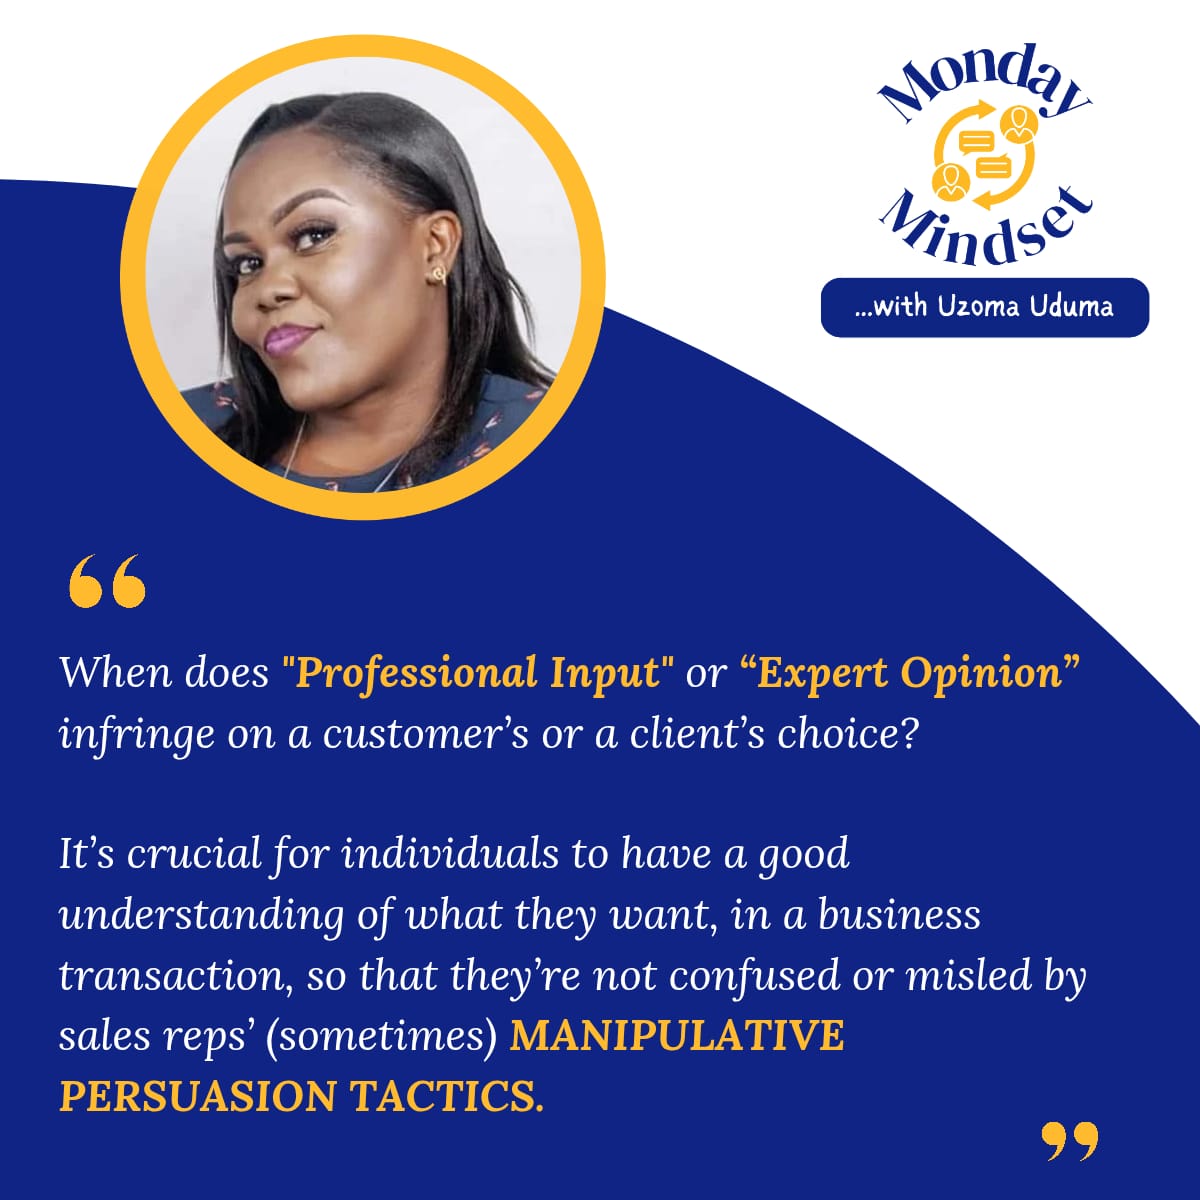 Monday
Mindset
...with Uzoma Uduma
“
When does "Professional Input" or “Expert Opinion”
infringe on a customer’s or a client’s choice?
It’s crucial for individuals to have a good
understanding of what they want, in a business
transaction, so that they’re not confused or misled by
sales reps’ (sometimes) MANIPULATIVE
PERSUASION TACTICS.
”